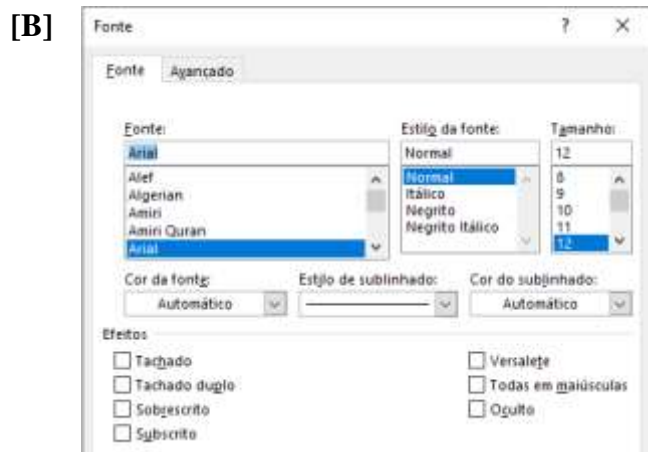 [B]
Fonte ? ×
Fonte Avançado
Fonte: Estilo da fonte: Tamanho:
Arial Normal 12
Alef Normal 8
Algerian Itálico 9
Amiri Negrito 10
Amiri Quran Negrito Itálico 11
Arial 12
Cor da fonte: Estilo de sublinhado: Cor do sublinhado:
Automático Automático
Efeitos
Tachado Versalete
Tachado duplo Todas em maiúsculas
Sobrescrito Oculto
Subscrito